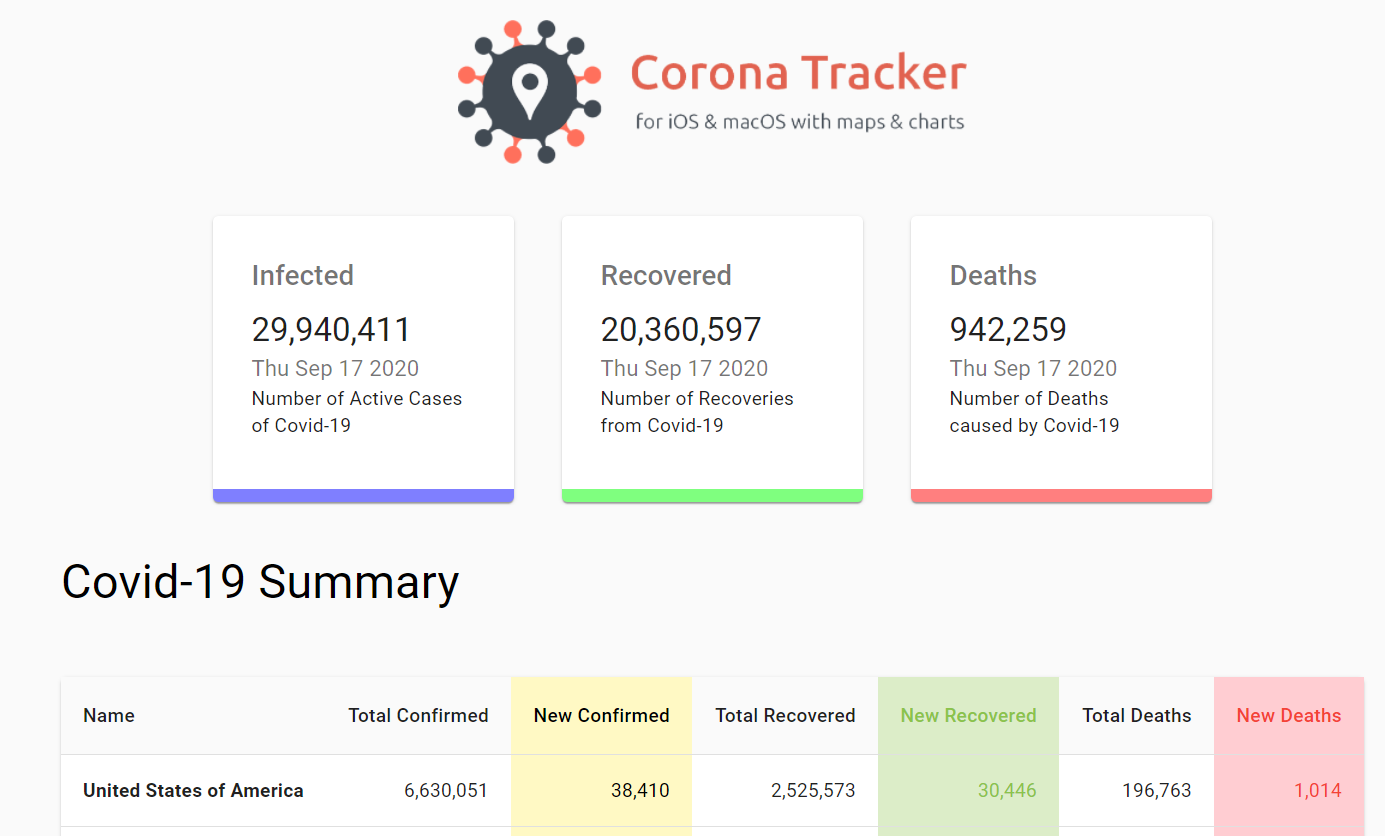 Corona Tracker
for iOS & macOS with maps & charts
Infected
29,940,411
Thu Sep 17 2020
Number of Active Cases
of Covid-19
Recovered
20,360,597
Thu Sep 17 2020
Number of Recoveries
from Covid-19
Deaths
942,259
Thu Sep 17 2020
Number of Deaths
caused by Covid-19
Covid-19 Summary
Name Total Confirmed New Confirmed Total Recovered New Recovered Total Deaths New Deaths
United States of America 6,630,051 38,410 2,525,573 30,446 196,763 1,014